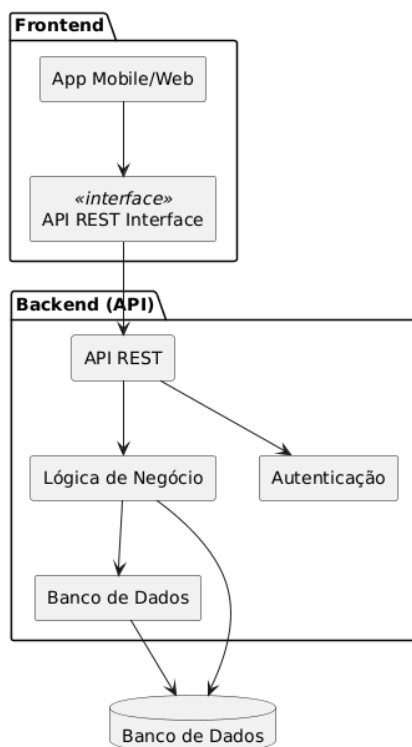 Frontend
App Mobile/Web
«interface»
API REST Interface
Backend (API)
API REST
Lógica de Negócio
Autenticação
Banco de Dados
Banco de Dados